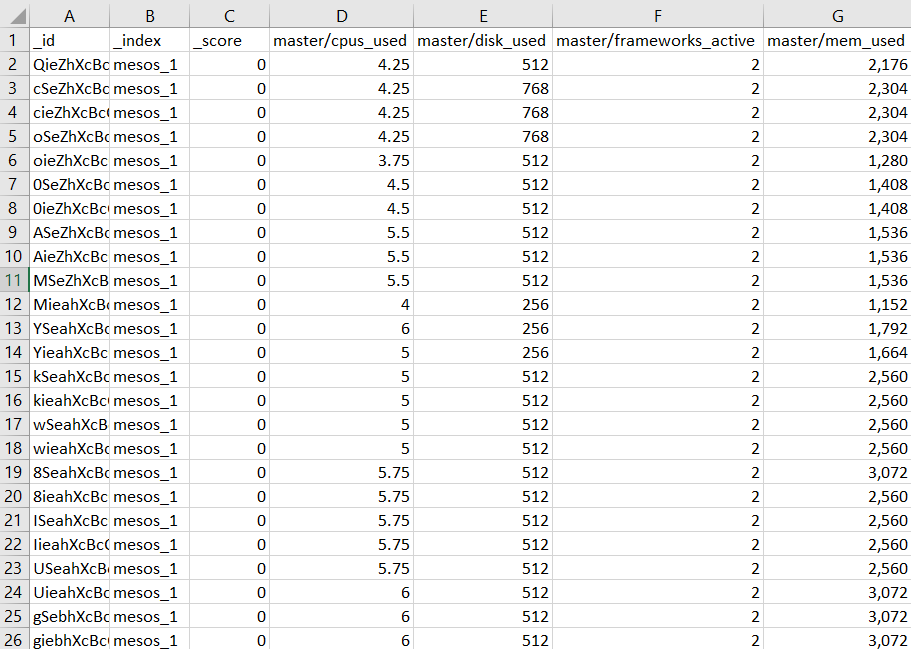 A B C D E F G
1 _id _index _score master/cpus_used master/disk_used master/frameworks_active master/mem_used
2 QieZhXcBc mesos_1 0 4.25 512 2 2,176
3 cSeZhXcBc mesos_1 0 4.25 768 2 2,304
4 cieZhXcBc mesos_1 0 4.25 768 2 2,304
5 oSeZhXcBc mesos_1 0 4.25 768 2 2,304
6 oieZhXcBc mesos_1 0 3.75 512 2 1,280
7 0SeZhXcBc mesos_1 0 4.5 512 2 1,408
8 0ieZhXcBc mesos_1 0 4.5 512 2 1,408
9 ASeZhXcBc mesos_1 0 5.5 512 2 1,536
10 AieZhXcBc mesos_1 0 5.5 512 2 1,536
11 MSeZhXcB mesos_1 0 5.5 512 2 1,536
12 MieahXcBc mesos_1 0 4 256 2 1,152
13 YSeahXcBc mesos_1 0 6 256 2 1,792
14 YieahXcBc mesos_1 0 5 256 2 1,664
15 kSeahXcBc mesos_1 0 5 512 2 2,560
16 kieahXcBc mesos_1 0 5 512 2 2,560
17 wSeahXcB mesos_1 0 5 512 2 2,560
18 wieahXcBc mesos_1 0 5 512 2 2,560
19 8SeahXcBc mesos_1 0 5.75 512 2 3,072
20 8ieahXcBc mesos_1 0 5.75 512 2 2,560
21 ISeahXcBc mesos_1 0 5.75 512 2 2,560
22 IieahXcBc mesos_1 0 5.75 512 2 2,560
23 USeahXcB mesos_1 0 5.75 512 2 2,560
24 UieahXcBc mesos_1 0 6 512 2 3,072
25 gSebhXcBc mesos_1 0 6 512 2 3,072
26 giebhXcBc mesos_1 0 6 512 2 3,072